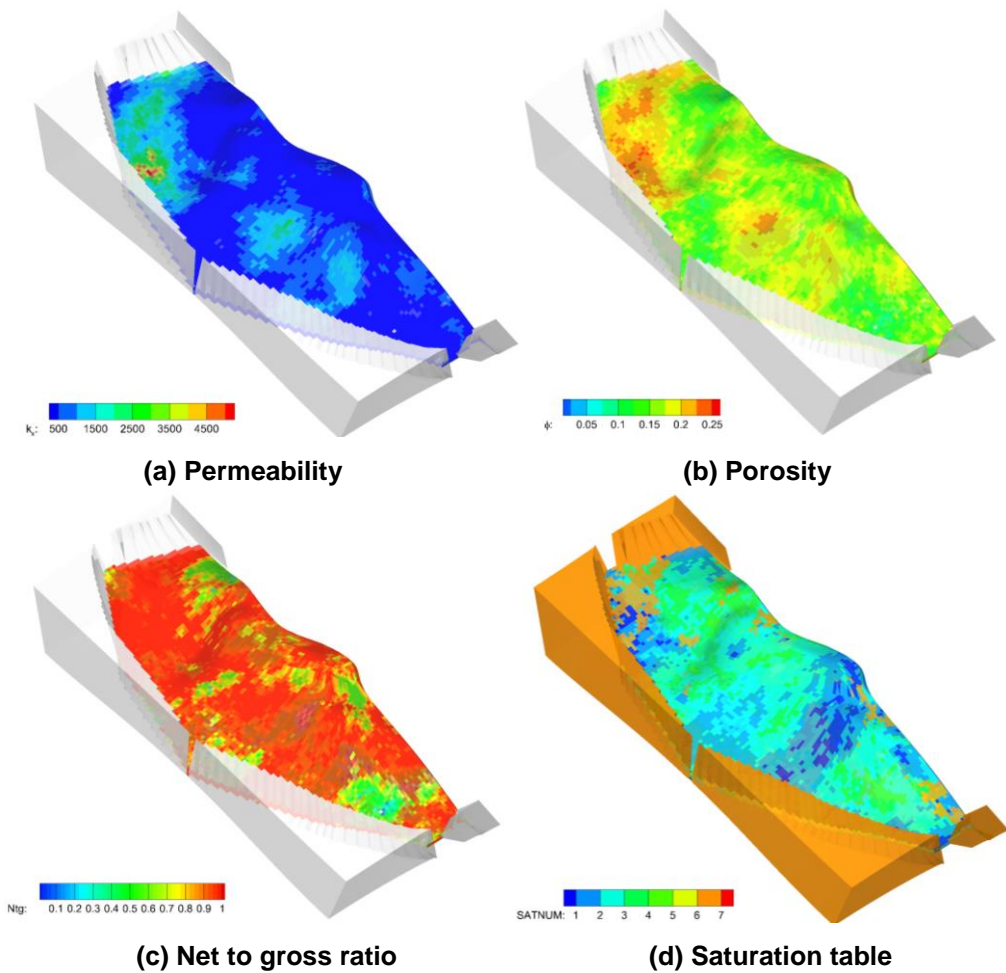 kx: 500 1500 2500 3500 4500
ϕ: 0.05 0.1 0.15 0.2 0.25
(a) Permeability
(b) Porosity
Ntg: 0.1 0.2 0.3 0.4 0.5 0.6 0.7 0.8 0.9 1
SATNUM: 1 2 3 4 5 6 7
(c) Net to gross ratio
(d) Saturation table